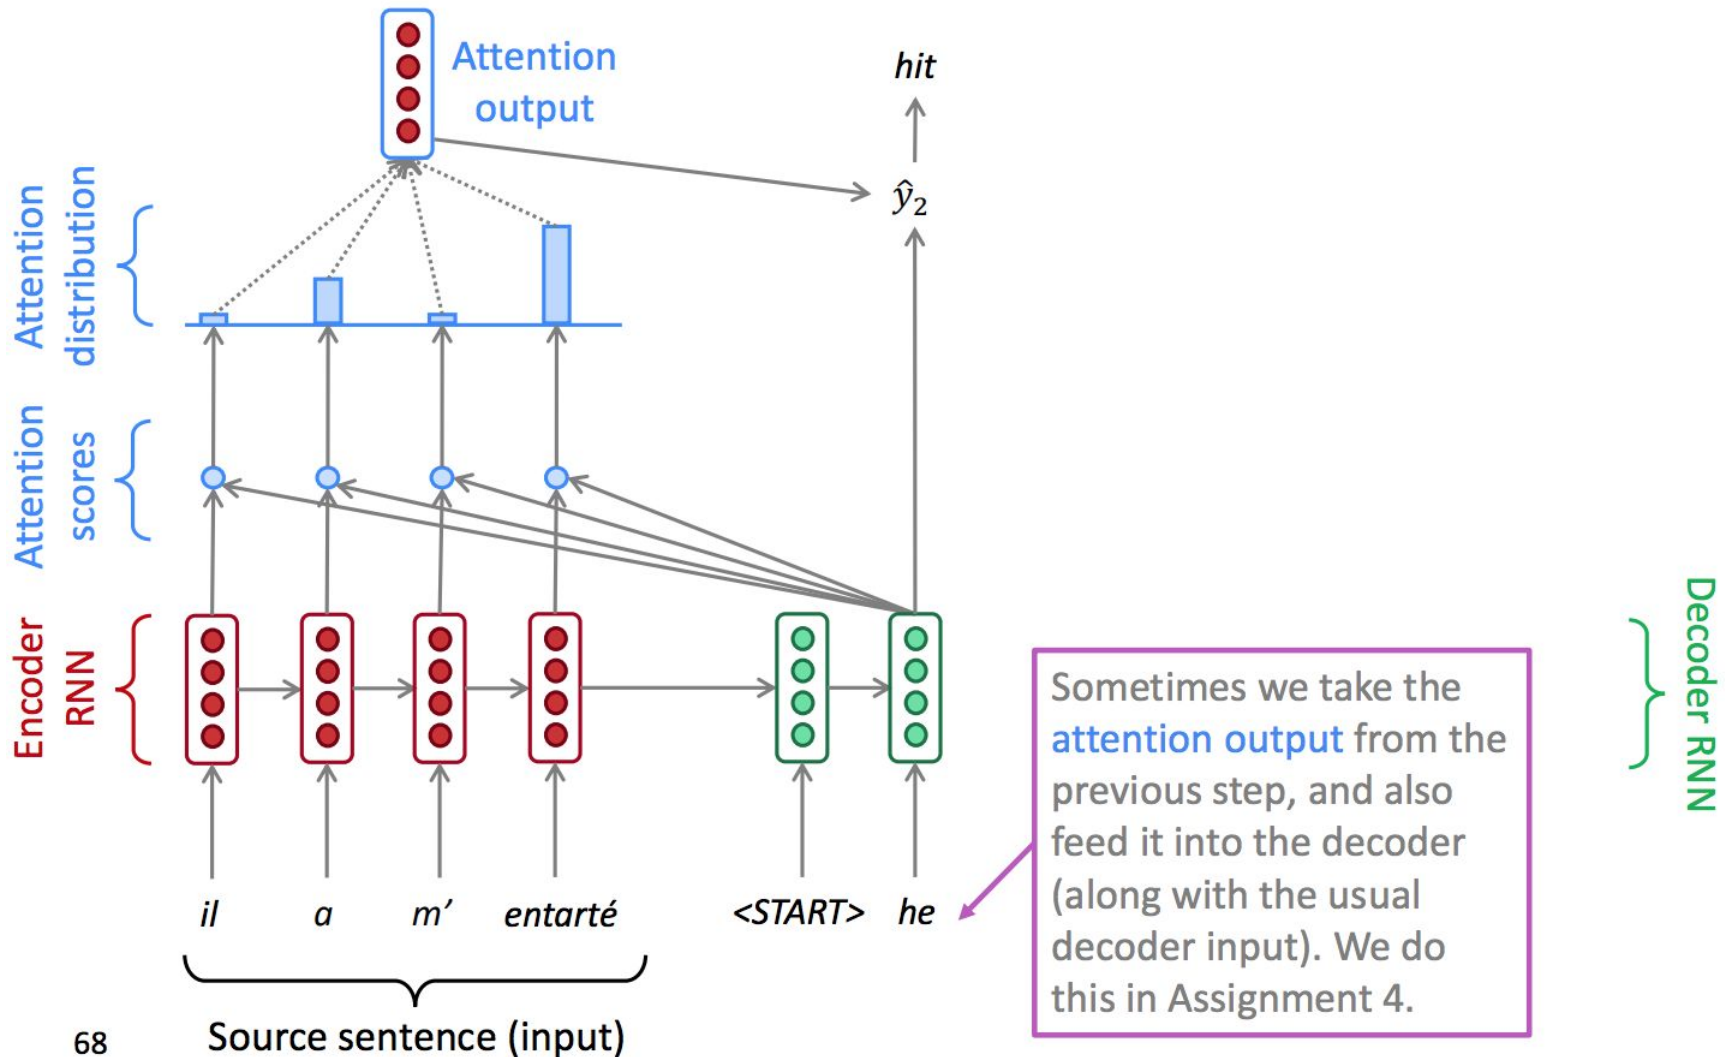 Attention
output
hit
ŷ₂
Attention
distribution
Attention
scores
Encoder
RNN
Decoder RNN
Sometimes we take the
attention output from the
previous step, and also
feed it into the decoder
(along with the usual
decoder input). We do
this in Assignment 4.
il a m’ entarté <START> he
Source sentence (input)
68